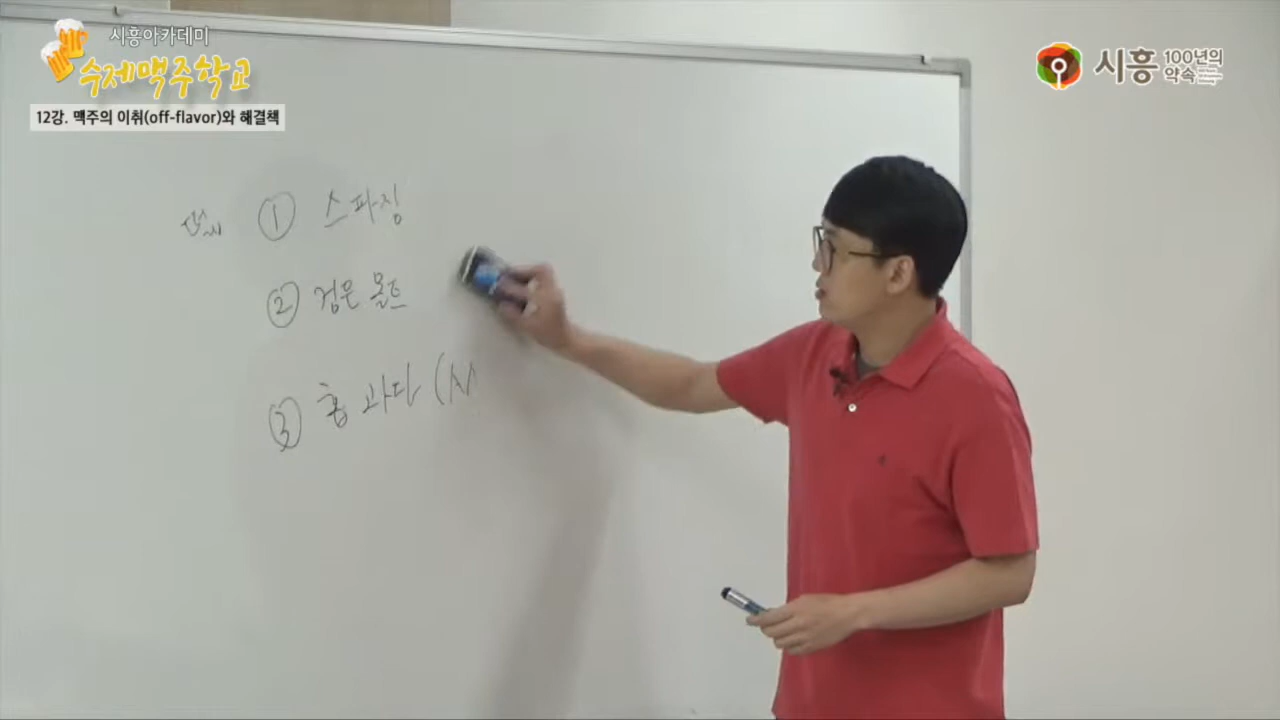 시흥아카데미
수제맥주학교
12강. 맥주의 이취(off-flavor)와 해결책
시흥 100년의 약속
① 스파징
② 검은 몰트
③ 홉 과다 (